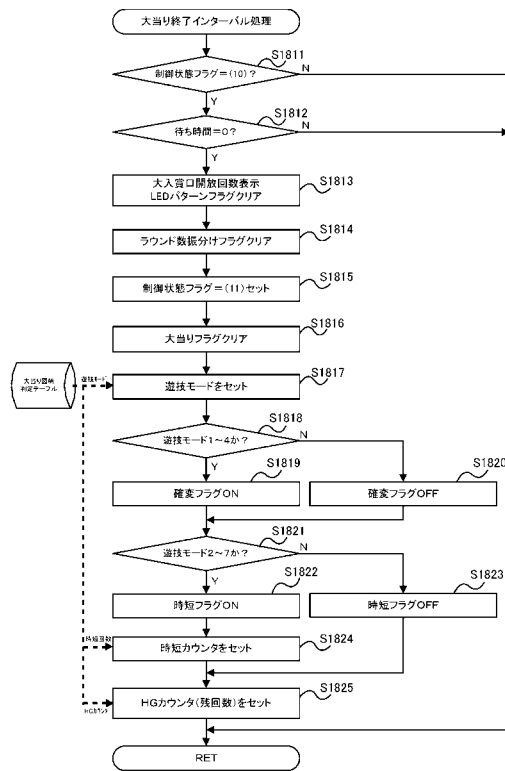 大当り終了インターバル処理
S1811
制御状態フラグ=(10)?
N
Y
S1812
待ち時間=0?
N
Y
大入賞口開放回数表示
LEDパターンフラグクリア
S1813
ラウンド数振分けフラグクリア
S1814
制御状態フラグ=(11)セット
S1815
大当りフラグクリア
S1816
大当り図柄
判定テーブル
遊技モード
遊技モードをセット
S1817
S1818
遊技モード1~4か?
N
Y
S1819
確変フラグON
S1820
確変フラグOFF
S1821
遊技モード2~7か?
N
Y
S1822
時短フラグON
S1823
時短フラグOFF
時短回数
時短カウンタをセット
S1824
HGカウンタ
HGカウンタ(残回数)をセット
S1825
RET